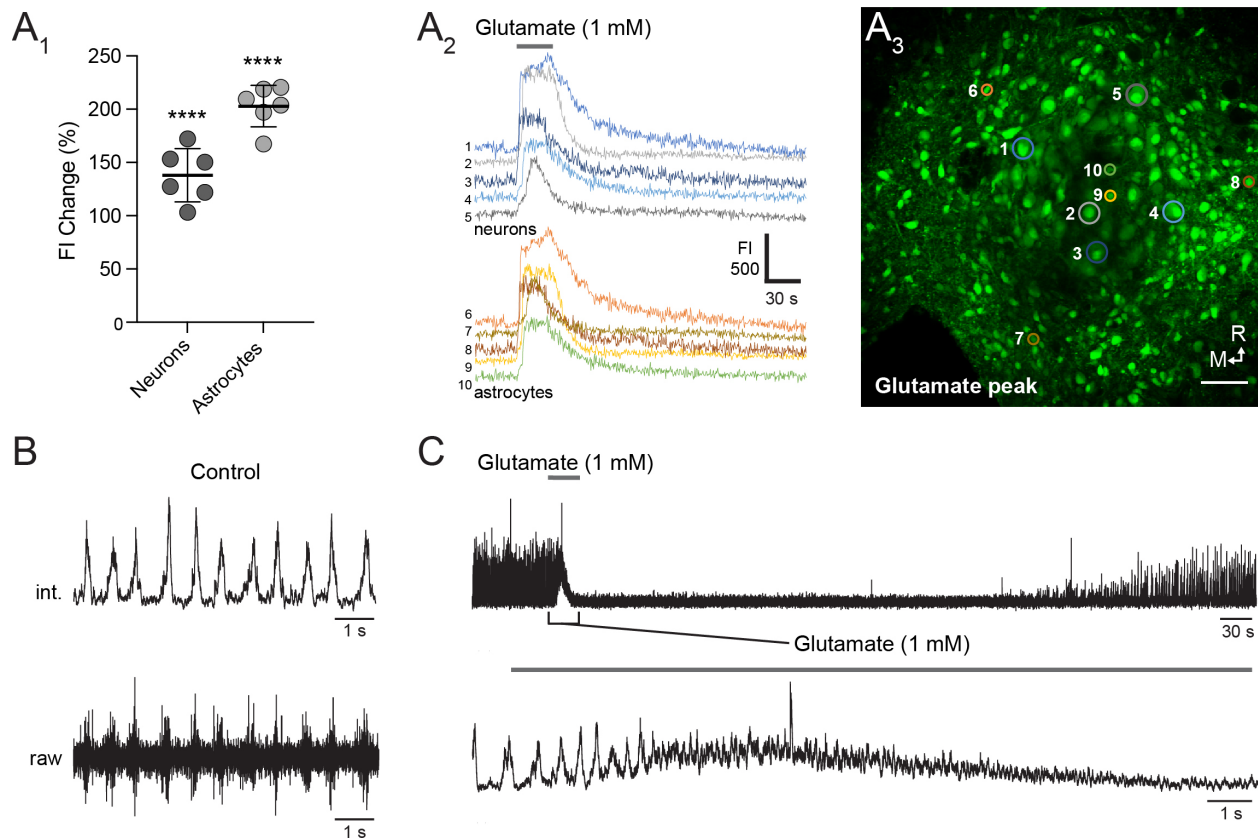 A1
FI Change (%)
250
200
150
100
50
0
****
****
Neurons
Astrocytes
A2
Glutamate (1 mM)
1
2
3
4
5
neurons
FI
500
30 s
6
7
8
9
10
astrocytes
A3
6
5
1
10
8
9
2
4
3
7
R
M
Glutamate peak
B
Control
int.
1 s
raw
1 s
C
Glutamate (1 mM)
30 s
Glutamate (1 mM)
1 s